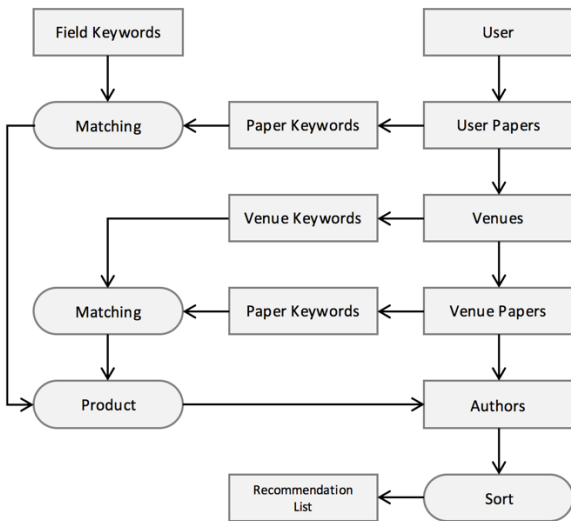 Field Keywords
User
Matching
Paper Keywords
User Papers
Venue Keywords
Venues
Matching
Paper Keywords
Venue Papers
Product
Authors
Recommendation
List
Sort